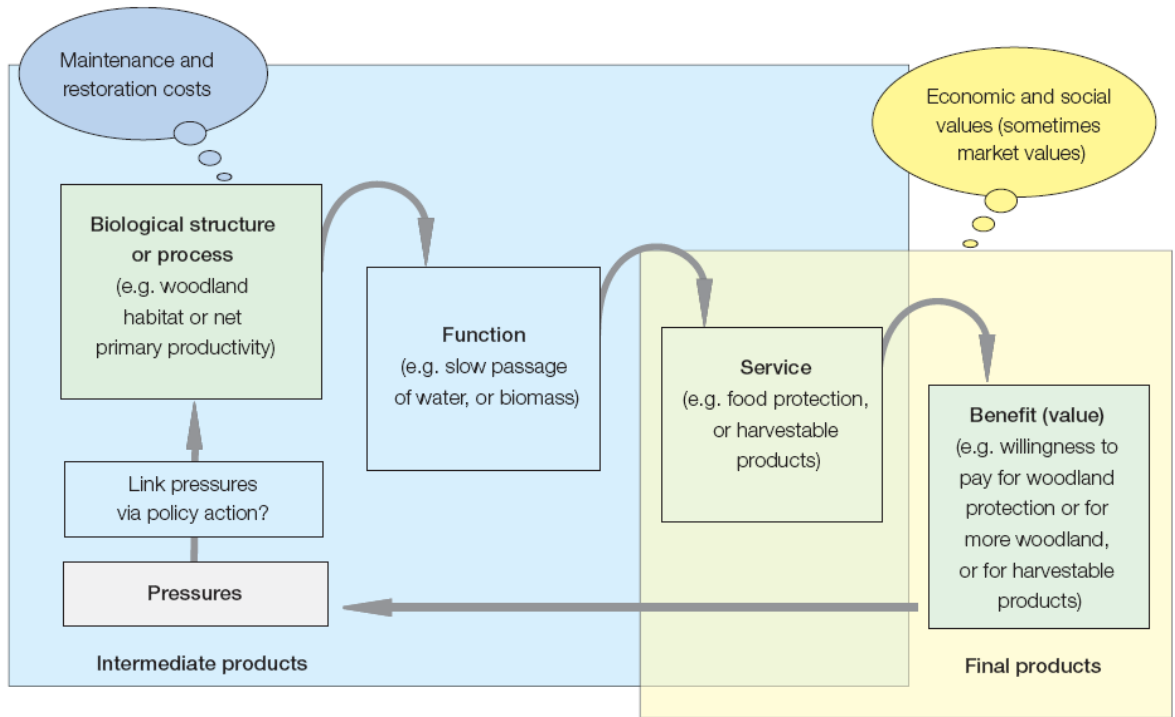 Maintenance and
restoration costs
Economic and social
values (sometimes
market values)
Biological structure
or process
(e.g. woodland
habitat or net
primary productivity)
Function
(e.g. slow passage
of water, or biomass)
Service
(e.g. food protection,
or harvestable
products)
Benefit (value)
(e.g. willingness to
pay for woodland
protection or for
more woodland,
or for harvestable
products)
Link pressures
via policy action?
Pressures
Intermediate products
Final products